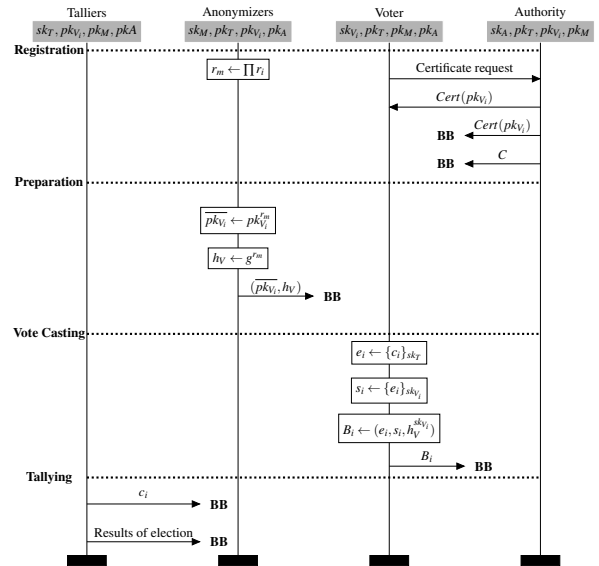 Talliers Anonymizers Voter Authority
sk_T, pk_{V_i}, pk_M, pkA sk_M, pk_T, pk_{V_i}, pk_A sk_{V_i}, pk_T, pk_M, pk_A sk_A, pk_T, pk_{V_i}, pk_M
Registration
r_m ← ∏ r_i Certificate request
Cert(pk_{V_i})
BB Cert(pk_{V_i})
BB C
Preparation
\overline{pk_{V_i}} ← pk_{V_i}^{r_m}
h_V ← g^{r_m}
(\overline{pk_{V_i}}, h_V) BB
Vote Casting
e_i ← {c_i}_{sk_T}
s_i ← {e_i}_{sk_{V_i}}
B_i ← (e_i, s_i, h_V^{sk_{V_i}})
B_i BB
Tallying
c_i BB
Results of election BB